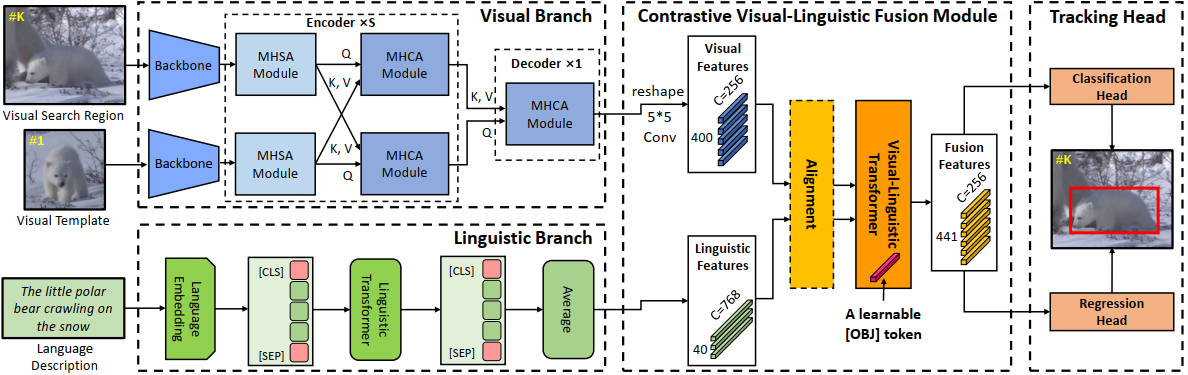 Visual Branch
Contrastive Visual-Linguistic Fusion Module
Tracking Head
#K
Visual Search Region
#1
Visual Template
Backbone
Backbone
Encoder ×S
MHSA
Module
MHSA
Module
Q
K, V
K, V
Q
MHCA
Module
MHCA
Module
K, V
Q
Decoder ×1
MHCA
Module
reshape
5*5
Conv
Visual
Features
C=256
400
Linguistic
Features
C=768
40
Alignment
Visual-Linguistic
Transformer
A learnable
[OBJ] token
Fusion
Features
C=256
441
Classification
Head
#K
Regression
Head
Linguistic Branch
The little polar
bear crawling on
the snow
Language
Description
Language
Embedding
[CLS]
[SEP]
Linguistic
Transformer
[CLS]
[SEP]
Average